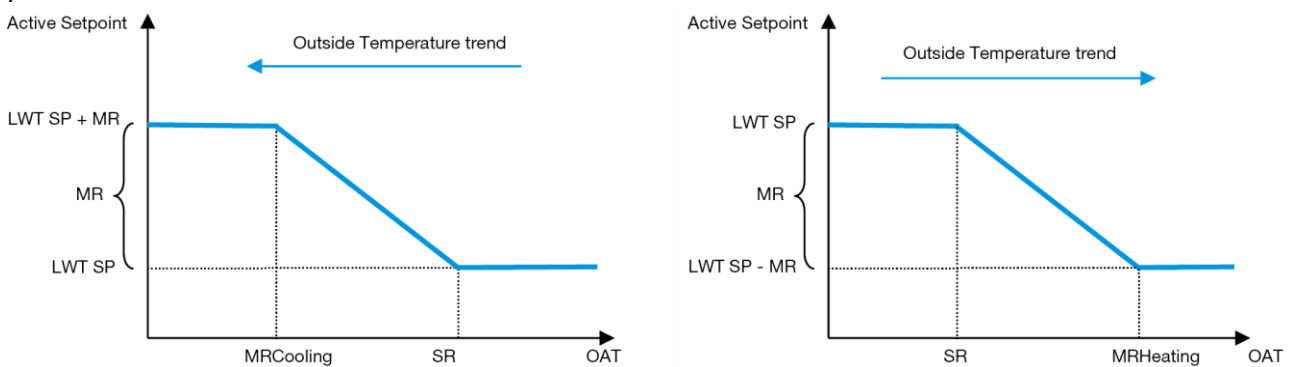 Active Setpoint
Outside Temperature trend
LWT SP + MR
MR
LWT SP
MRCooling
SR
OAT
Active Setpoint
Outside Temperature trend
LWT SP
MR
LWT SP - MR
SR
MRHeating
OAT